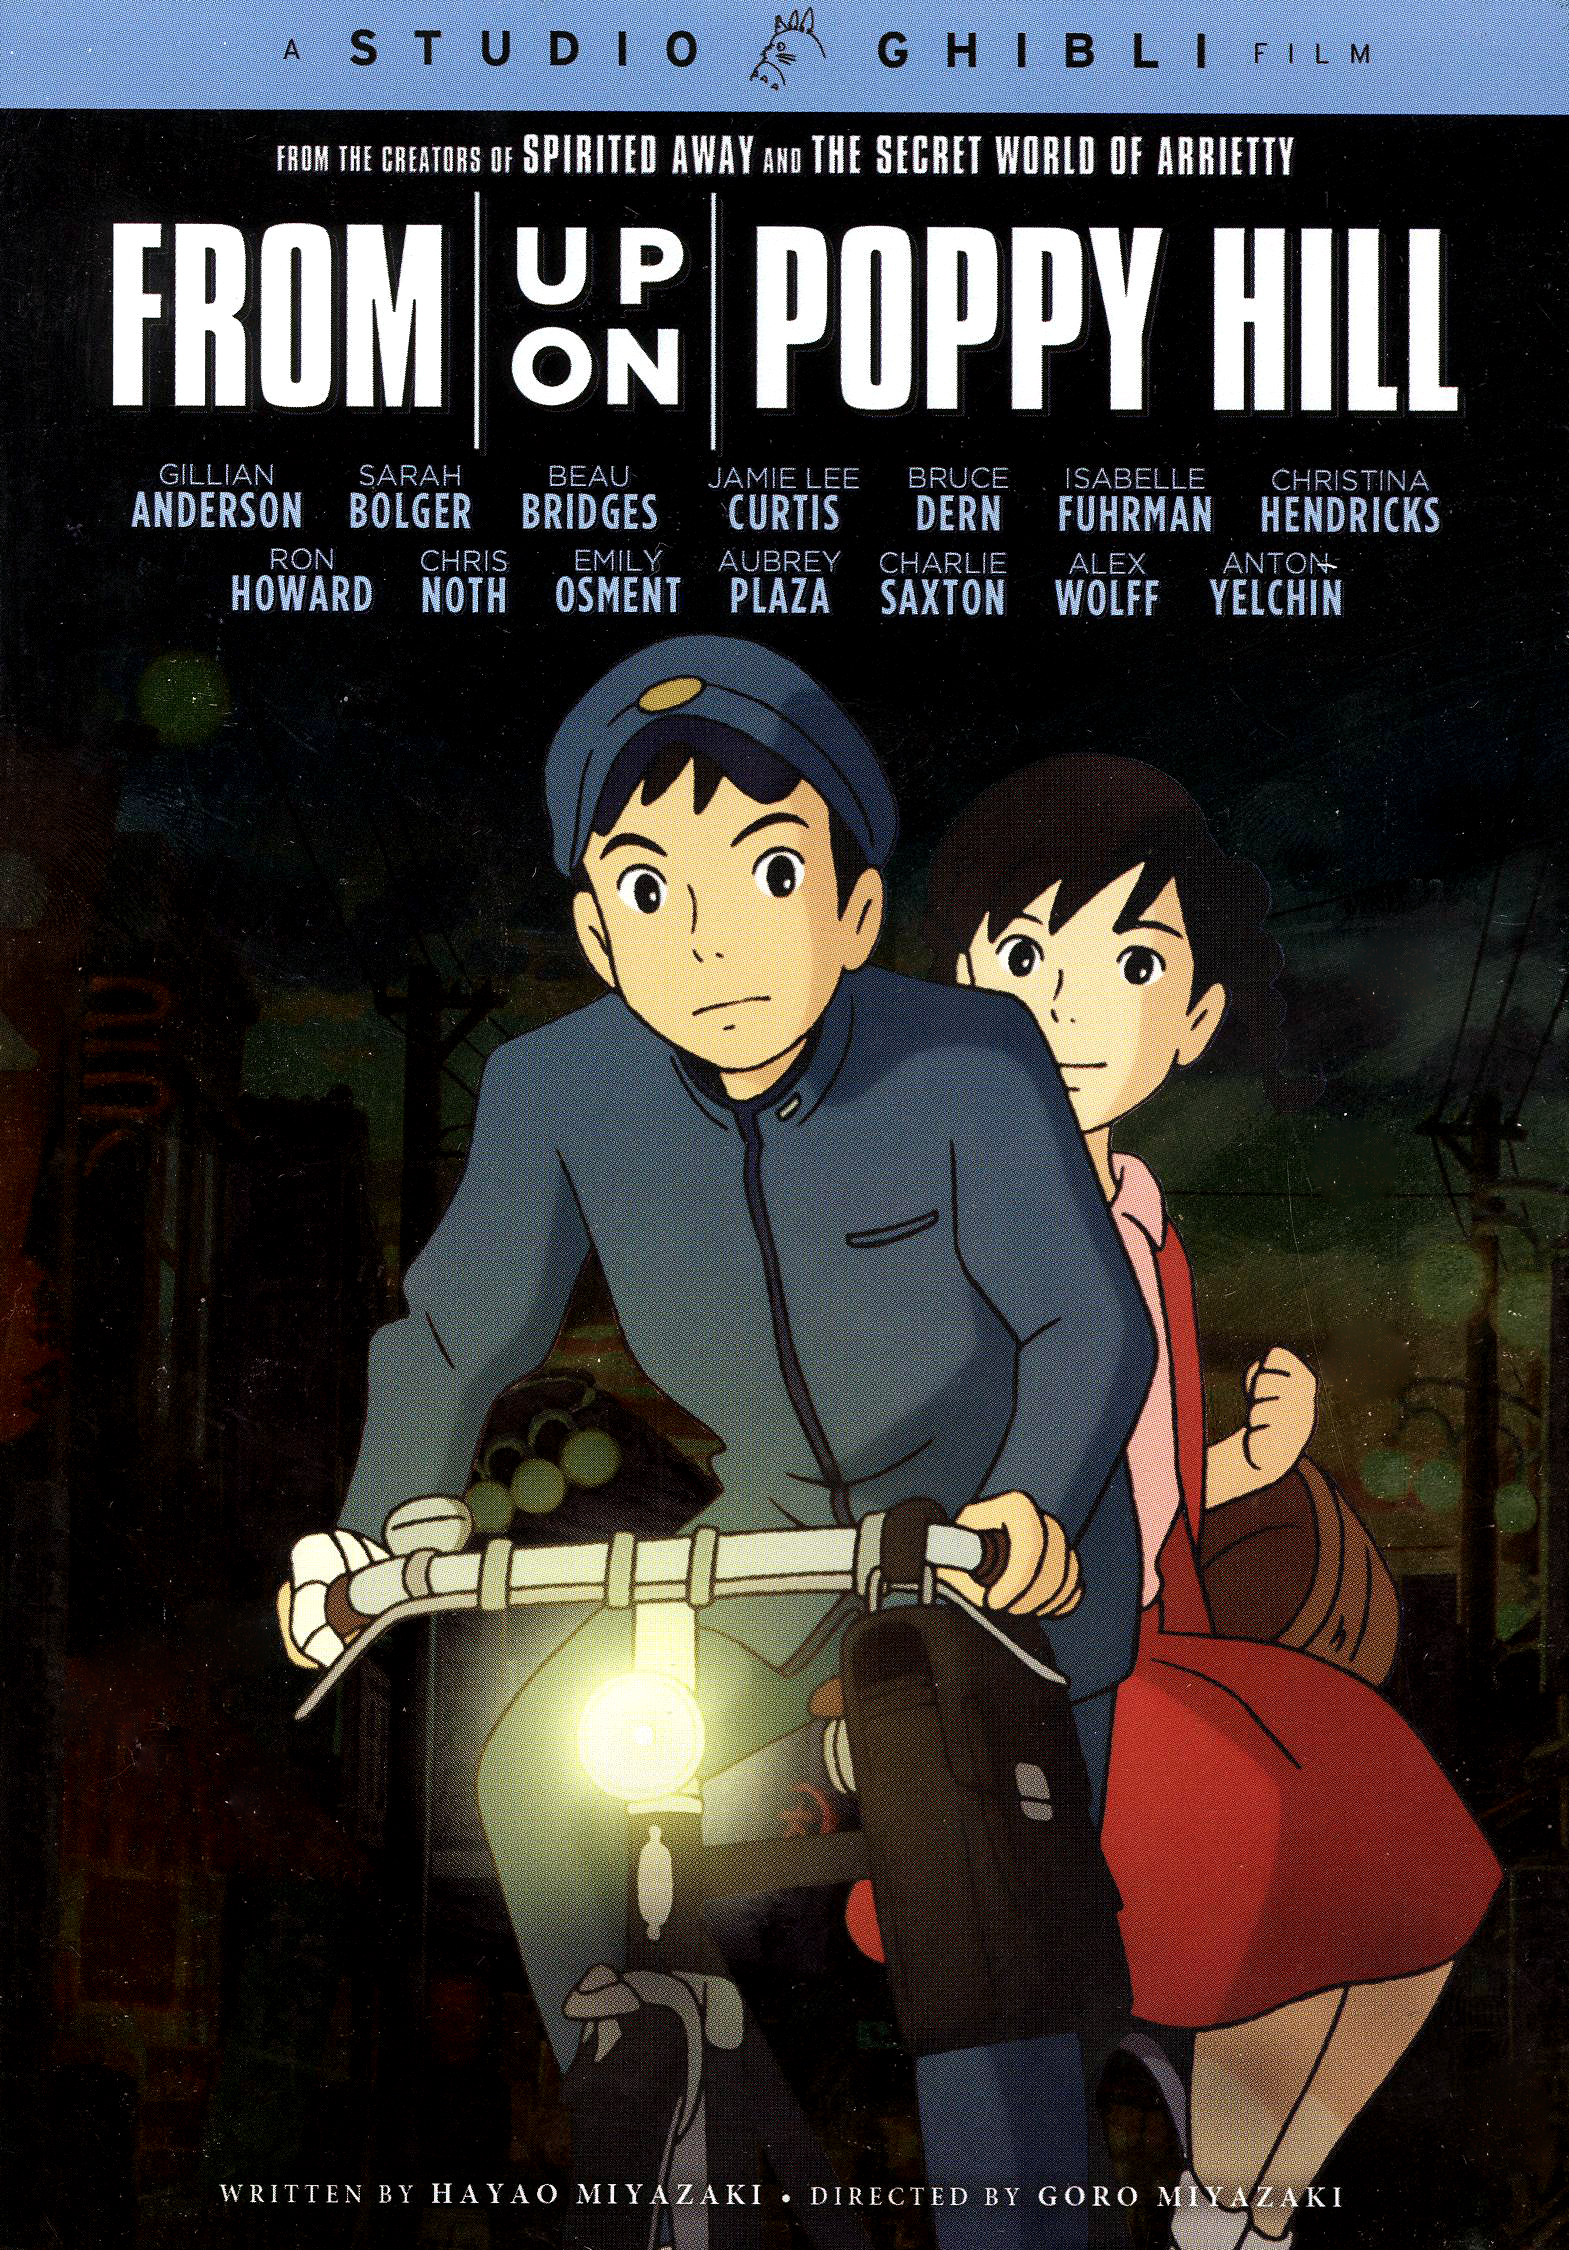 A STUDIO GHIBLI FILM
FROM THE CREATORS OF SPIRITED AWAY AND THE SECRET WORLD OF ARRIETTY
FROM UP ON POPPY HILL
GILLIAN ANDERSON SARAH BOLGER BEAU BRIDGES JAMIE LEE CURTIS BRUCE DERN ISABELLE FUHRMAN CHRISTINA HENDRICKS
RON HOWARD CHRIS NOTH EMILY OSMENT AUBREY PLAZA CHARLIE SAXTON ALEX WOLFF ANTON YELCHIN
WRITTEN BY HAYAO MIYAZAKI • DIRECTED BY GORO MIYAZAKI